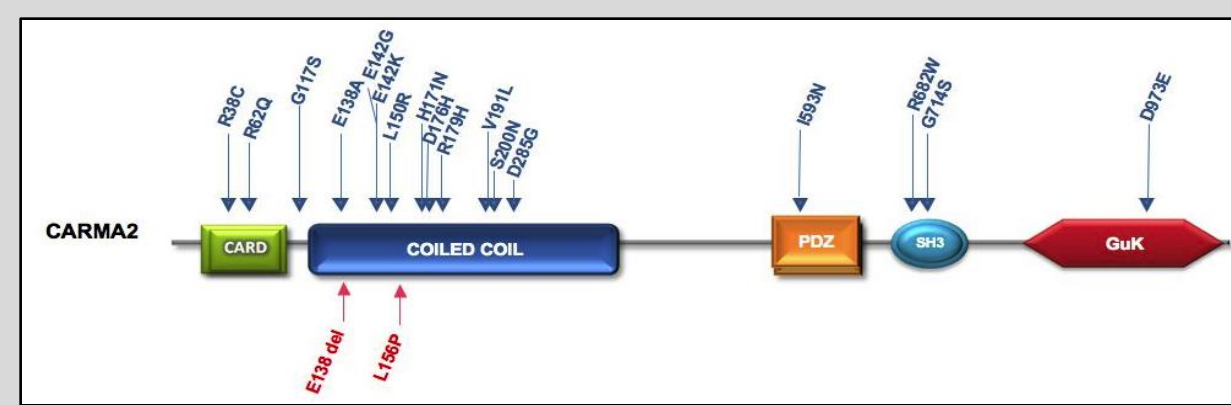 R38C
R62Q
G117S
E138A
E142G
E142K
L150R
H171N
D176H
R179H
V191L
S200N
D285G
I593N
R682W
G714S
D973E
CARMA2
CARD
COILED COIL
PDZ
SH3
GuK
E138 del
L156P